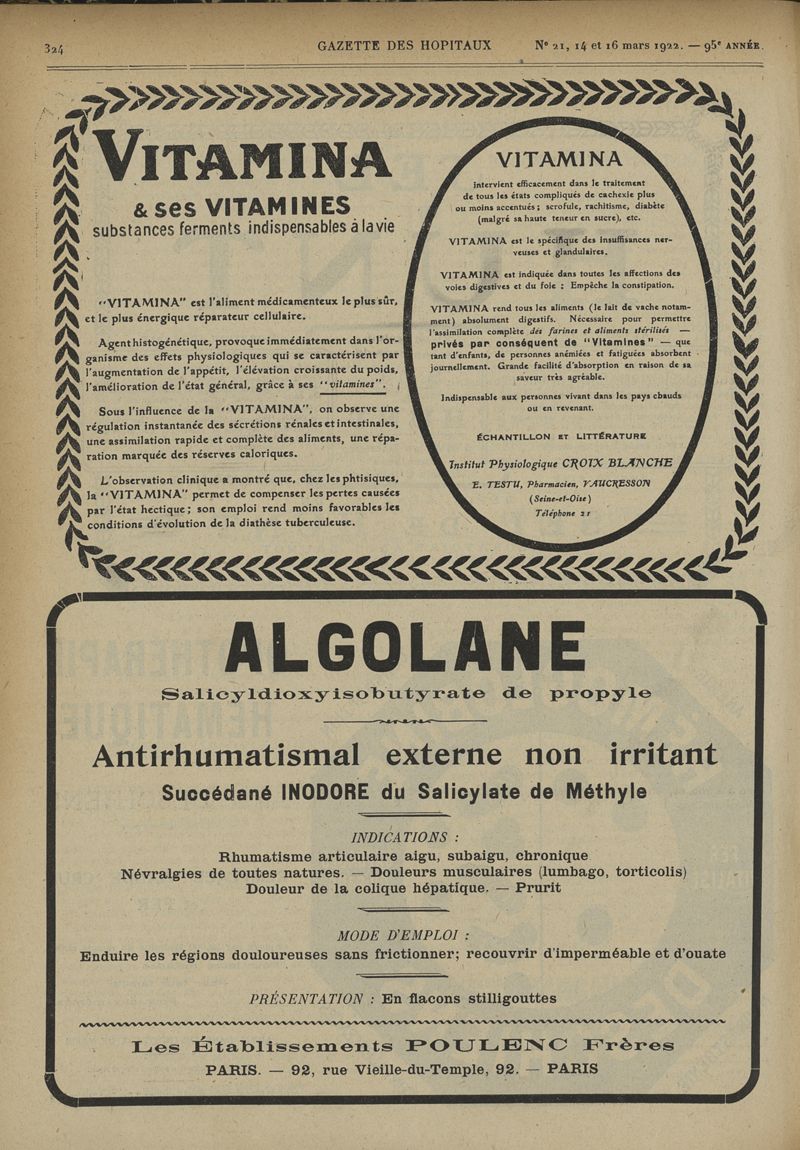 324 GAZETTE DES HOPITAUX N° 21, 14 et 16 mars 1922. — 95e ANNÉE.
VITAMINA
& ses VITAMINES
substances ferments indispensables à la vie
"VITAMINA" est l'aliment médicamenteux le plus sûr,
et le plus énergique réparateur cellulaire.
Agent histogénétique, provoque immédiatement dans l'or-
ganisme des effets physiologiques qui se caractérisent par
l'augmentation de l'appétit, l'élévation croissante du poids,
l'amélioration de l'état général, grâce à ses "vitamines".
Sous l'influence de la "VITAMINA", on observe une
régulation instantanée des sécrétions rénales et intestinales,
une assimilation rapide et complète des aliments, une répa-
ration marquée des réserves caloriques.
L'observation clinique a montré que, chez les phtisiques,
la "VITAMINA" permet de compenser les pertes causées
par l'état hectique; son emploi rend moins favorables les
conditions d'évolution de la diathèse tuberculeuse.
VITAMINA
intervient efficacement dans le traitement
de tous les états compliqués de cachexie plus
ou moins accentués; scrofule, rachitisme, diabète
(malgré sa haute teneur en sucre), etc.
VITAMINA est le spécifique des insuffisances ner-
veuses et glandulaires.
VITAMINA est indiquée dans toutes les affections des
voies digestives et du foie; Empêche la constipation.
VITAMINA rend tous les aliments (le lait de vache notam-
ment) absolument digestifs. Nécessaire pour permettre
l'assimilation complète des farines et aliments stérilisés —
privés par conséquent de "Vitamines" — que
tant d'enfants, de personnes anémiées et fatiguées absorbent
journellement. Grande facilité d'absorption en raison de sa
saveur très agréable.
Indispensable aux personnes vivant dans les pays chauds
ou en revenant.
ÉCHANTILLON ET LITTÉRATURE
Institut Physiologique CROIX BLANCHE
E. TESTU, Pharmacien, VAUCRESSON
(Seine-et-Oise)
Téléphone 21
ALGOLANE
Salicyldioxyisobutyrate de propyle
Antirhumatismal externe non irritant
Succédané INODORE du Salicylate de Méthyle
INDICATIONS :
Rhumatisme articulaire aigu, subaigu, chronique
Névralgies de toutes natures. — Douleurs musculaires (lumbago, torticolis)
Douleur de la colique hépatique. — Prurit
MODE D'EMPLOI :
Enduire les régions douloureuses sans frictionner; recouvrir d'imperméable et d'ouate
PRÉSENTATION : En flacons stilligouttes
Les Établissements POULENC Frères
PARIS. — 92, rue Vieille-du-Temple, 92. — PARIS